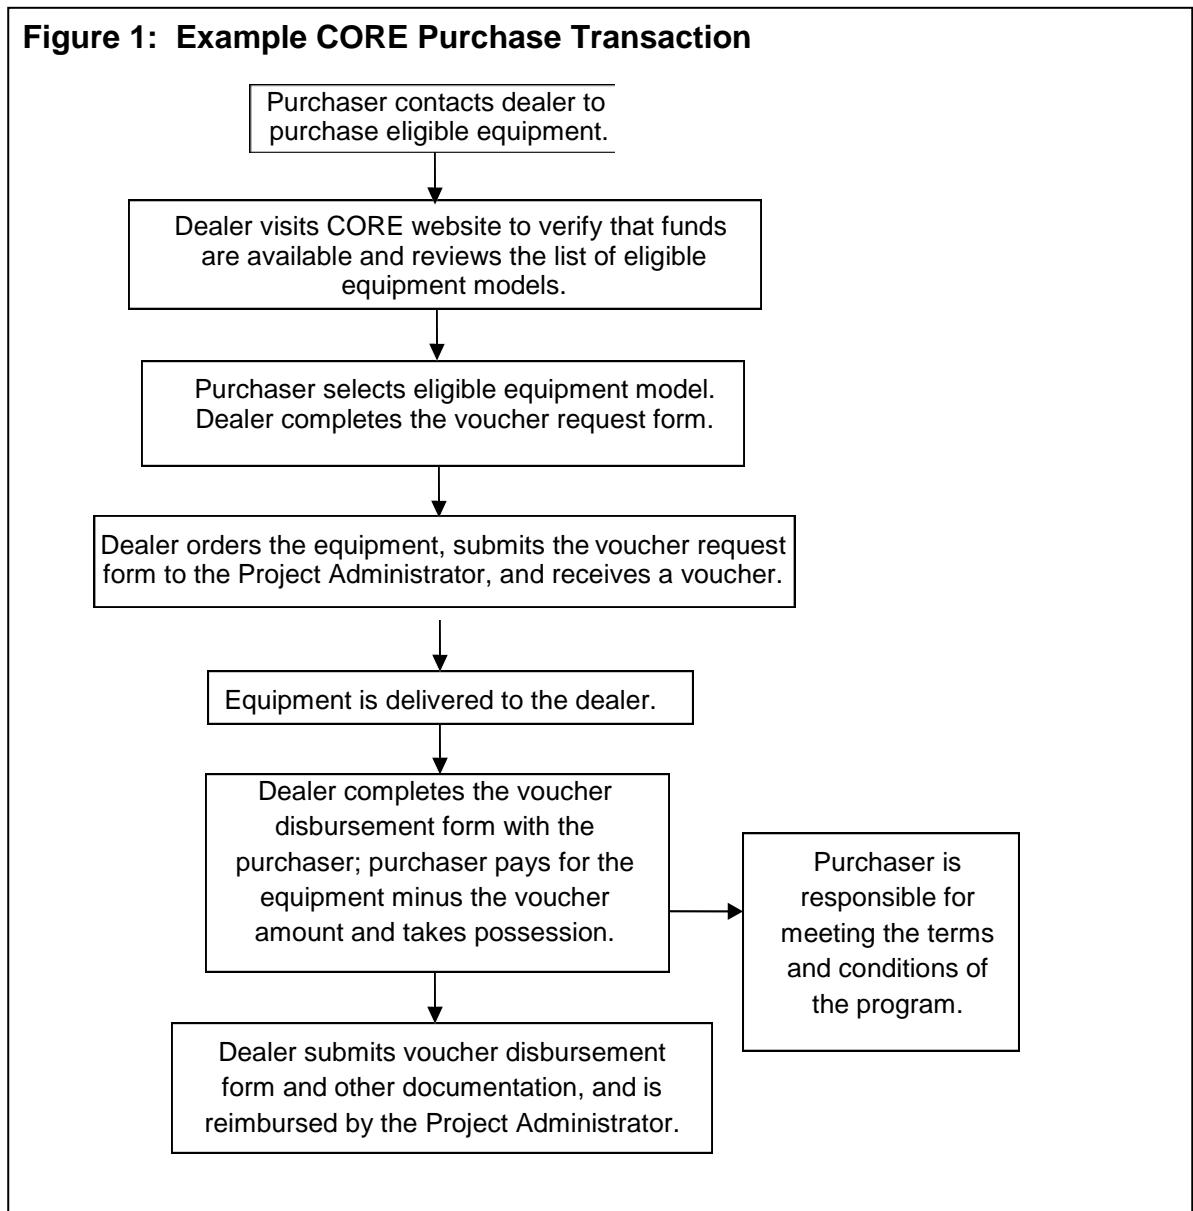 Figure 1: Example CORE Purchase Transaction
Purchaser contacts dealer to
purchase eligible equipment.
Dealer visits CORE website to verify that funds
are available and reviews the list of eligible
equipment models.
Purchaser selects eligible equipment model.
Dealer completes the voucher request form.
Dealer orders the equipment, submits the voucher request
form to the Project Administrator, and receives a voucher.
Equipment is delivered to the dealer.
Dealer completes the voucher
disbursement form with the
purchaser; purchaser pays for the
equipment minus the voucher
amount and takes possession.
Purchaser is
responsible for
meeting the terms
and conditions of
the program.
Dealer submits voucher disbursement
form and other documentation, and is
reimbursed by the Project Administrator.